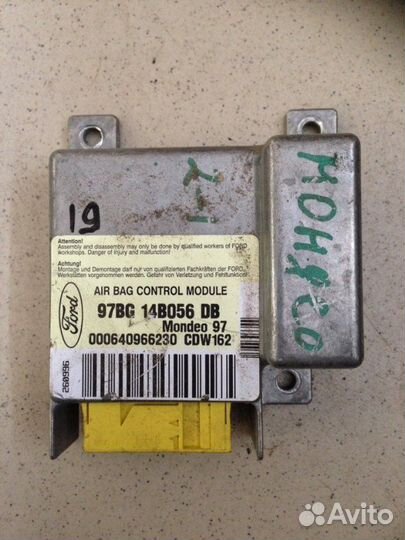 1-2
МОНДЕО
19
Attention!
Assembly and disassembly may only be done by qualified workers of FORD
workshops. Danger of injury and malfunction!
Achtung!
Montage und Demontage darf nur von qualifizierten Fachkräften der FORD-
Werkstätten vorgenommen werden. Gefahr von Verletzung und Fehlfunktion!
Ford
AIR BAG CONTROL MODULE
97BG 14B056 DB
Mondeo 97
000640966230 CDW162
260996
Avito